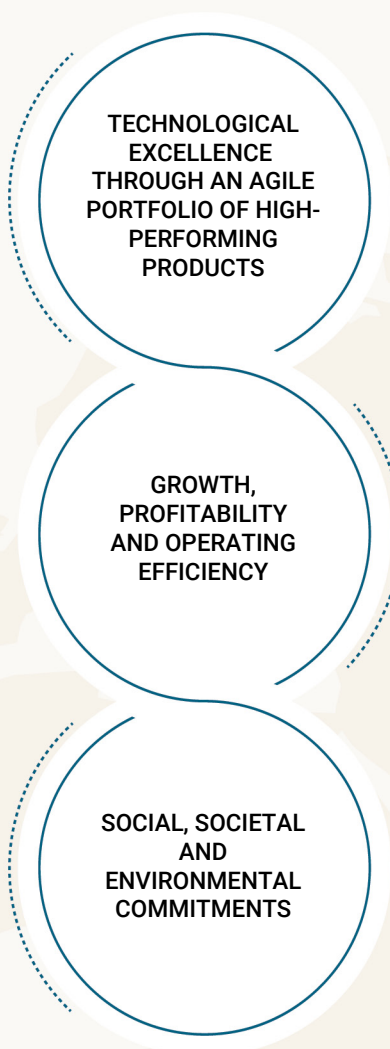 TECHNOLOGICAL
EXCELLENCE
THROUGH AN AGILE
PORTFOLIO OF HIGH-
PERFORMING
PRODUCTS
GROWTH,
PROFITABILITY
AND OPERATING
EFFICIENCY
SOCIAL, SOCIETAL
AND
ENVIRONMENTAL
COMMITMENTS